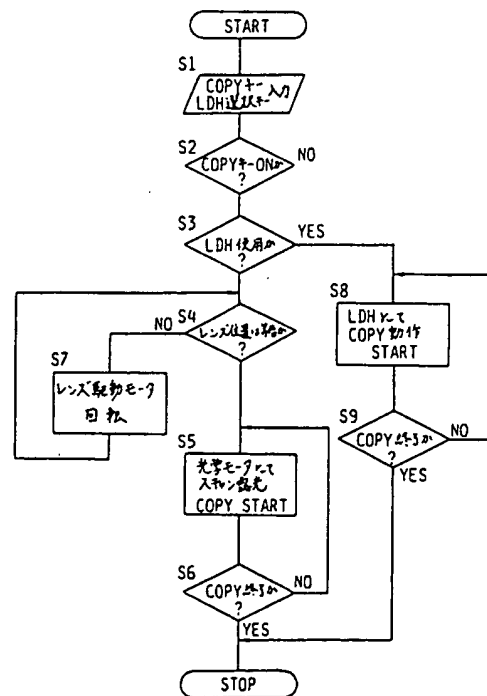 START
S1
COPYキー
LDH選択キー 入力
S2
COPYキーONか
?
NO
S3
LDH使用か
?
YES
S4
レンズ位置は等倍か
?
NO
S7
レンズ駆動モータ
回転
S5
光学モータにて
スキャン露光
COPY START
S6
COPY終了か
?
NO
YES
S8
LDHにて
COPY動作
START
S9
COPY終了か
?
NO
YES
STOP